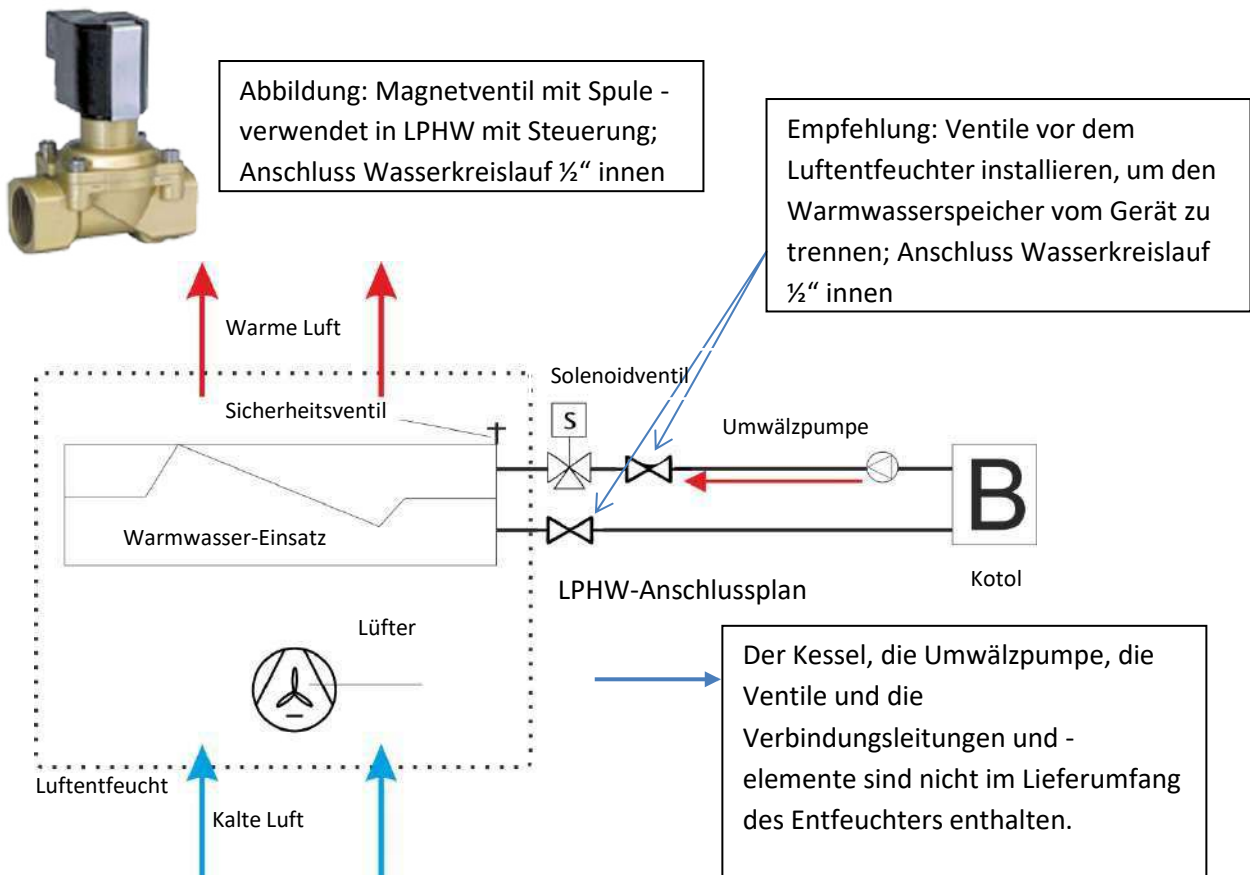 Abbildung: Magnetventil mit Spule -
verwendet in LPHW mit Steuerung;
Anschluss Wasserkreislauf ½“ innen
Empfehlung: Ventile vor dem
Luftentfeuchter installieren, um den
Warmwasserspeicher vom Gerät zu
trennen; Anschluss Wasserkreislauf
½“ innen
Warme Luft
Solenoidventil
Sicherheitsventil
S
Umwälzpumpe
B
Warmwasser-Einsatz
Kotol
LPHW-Anschlussplan
Lüfter
Der Kessel, die Umwälzpumpe, die
Ventile und die
Verbindungsleitungen und -
elemente sind nicht im Lieferumfang
des Entfeuchters enthalten.
Luftentfeucht
Kalte Luft